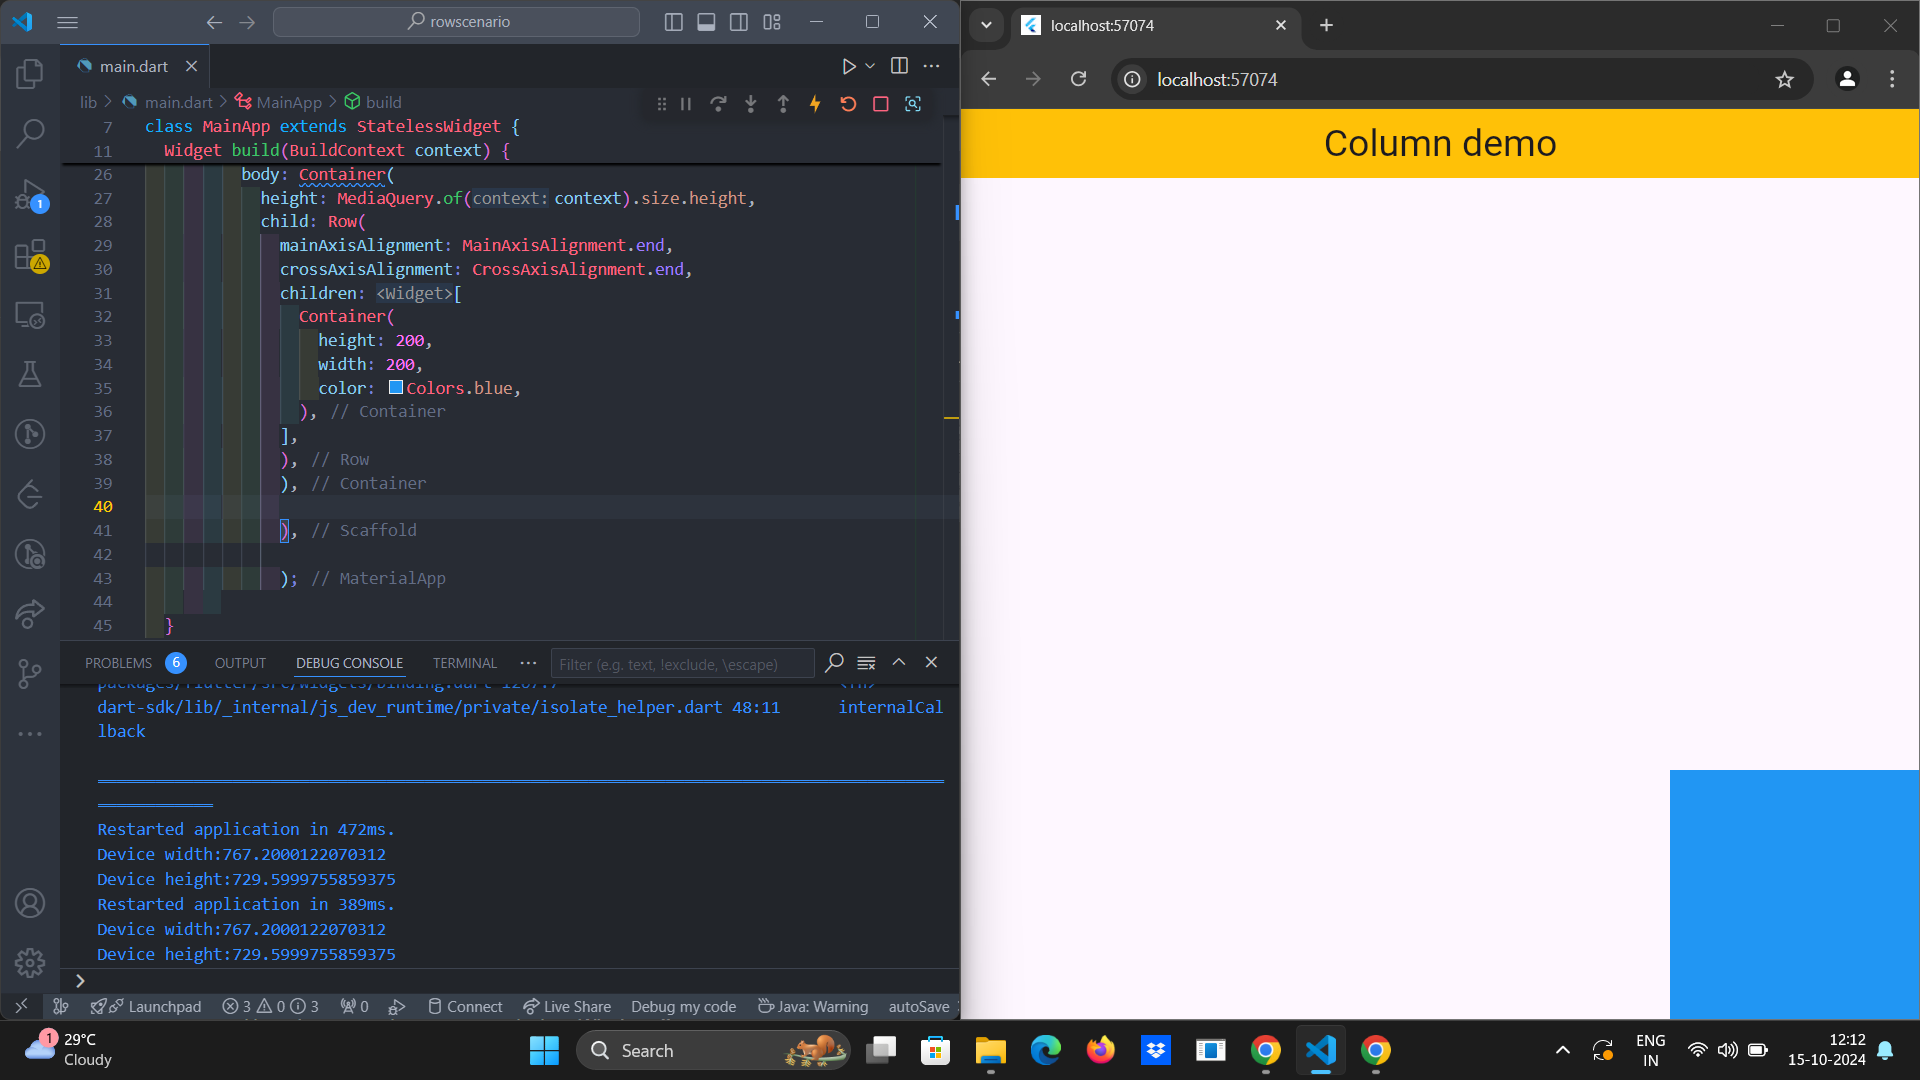 rowscenario
main.dart
lib
main.dart
MainApp
build
7 class MainApp extends StatelessWidget {
11 Widget build(BuildContext context) {
26 body: Container(
27 height: MediaQuery.of(context: context).size.height,
28 child: Row(
29 mainAxisAlignment: MainAxisAlignment.end,
30 crossAxisAlignment: CrossAxisAlignment.end,
31 children: <Widget>[
32 Container(
33 height: 200,
34 width: 200,
35 color: Colors.blue,
36 ), // Container
37 ],
38 ), // Row
39 ), // Container
40
41 ), // Scaffold
42
43 ); // MaterialApp
44
45 }
1
PROBLEMS 6 OUTPUT DEBUG CONSOLE TERMINAL Filter (e.g. text, !exclude, \escape)
dart-sdk/lib/_internal/js_dev_runtime/private/isolate_helper.dart 48:11 internalCal
lback
Restarted application in 472ms.
Device width:767.2000122070312
Device height:729.5999755859375
Restarted application in 389ms.
Device width:767.2000122070312
Device height:729.5999755859375
Launchpad 3 0 3 0 Connect Live Share Debug my code Java: Warning autoSave
localhost:57074
localhost:57074
Column demo
1
29°C
Cloudy
Search
ENG
IN
12:12
15-10-2024